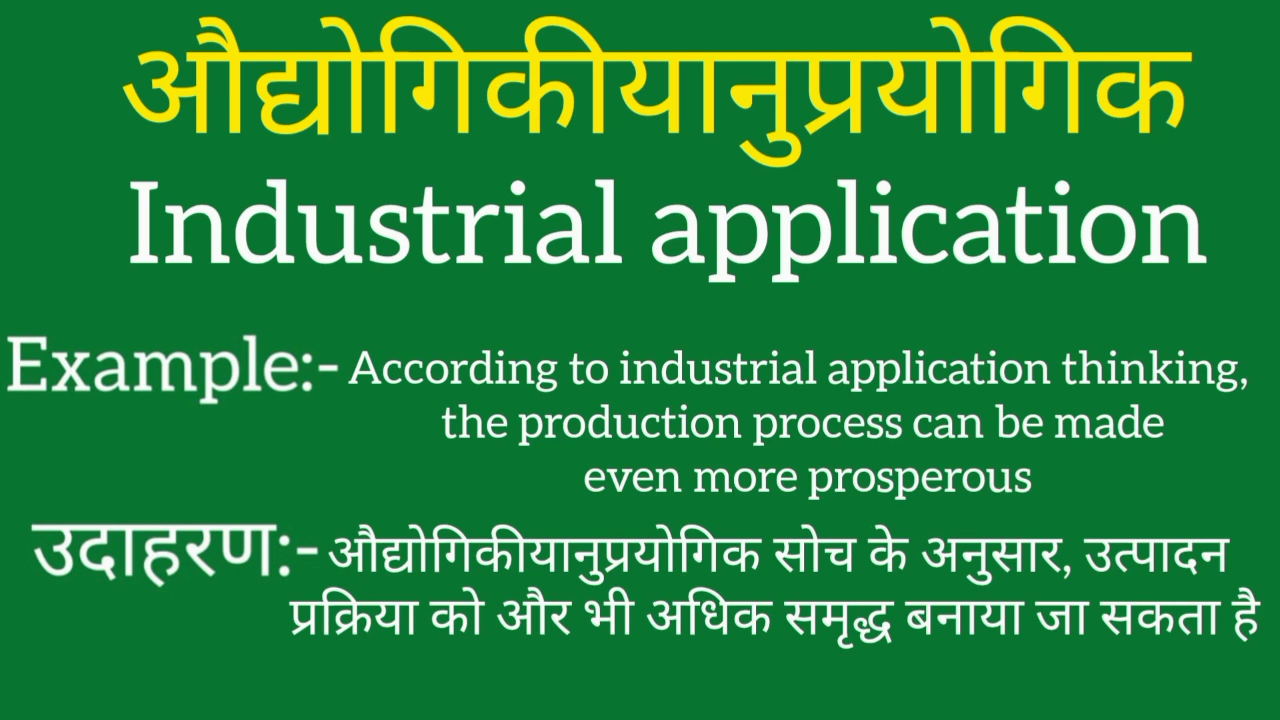 औद्योगिकीयानुप्रयोगिक
Industrial application
Example:- According to industrial application thinking,
the production process can be made
even more prosperous
उदाहरण:- औद्योगिकीयानुप्रयोगिक सोच के अनुसार, उत्पादन
प्रक्रिया को और भी अधिक समृद्ध बनाया जा सकता है